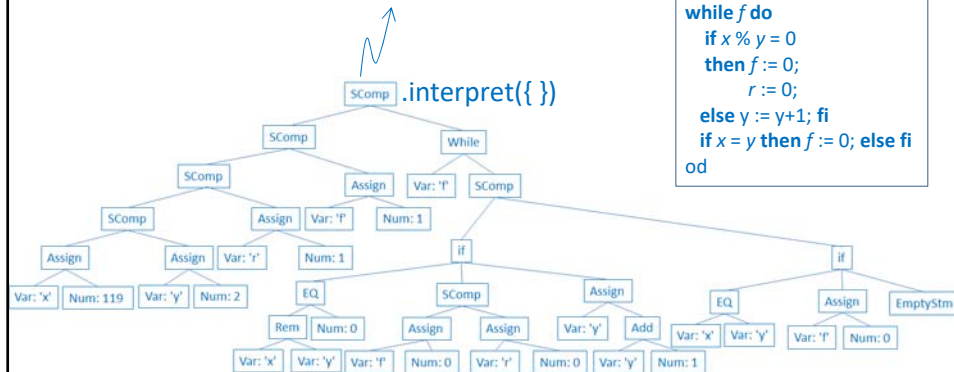 while f do
if x % y = 0
then f := 0;
r := 0;
else y := y+1; fi
if x = y then f := 0; else fi
od
SComp .interpret({ })
SComp While
SComp Assign Var: 'f' SComp
SComp Assign Var: 'f' Num: 1
Assign Assign Var: 'r' Num: 1 if if
Var: 'x' Num: 119 Var: 'y' Num: 2 EQ SComp Assign EQ Assign EmptyStm
Rem Num: 0 Assign Assign Var: 'y' Add Var: 'x' Var: 'y' Var: 'f' Num: 0
Var: 'x' Var: 'y' Var: 'f' Num: 0 Var: 'r' Num: 0 Var: 'y' Num: 1